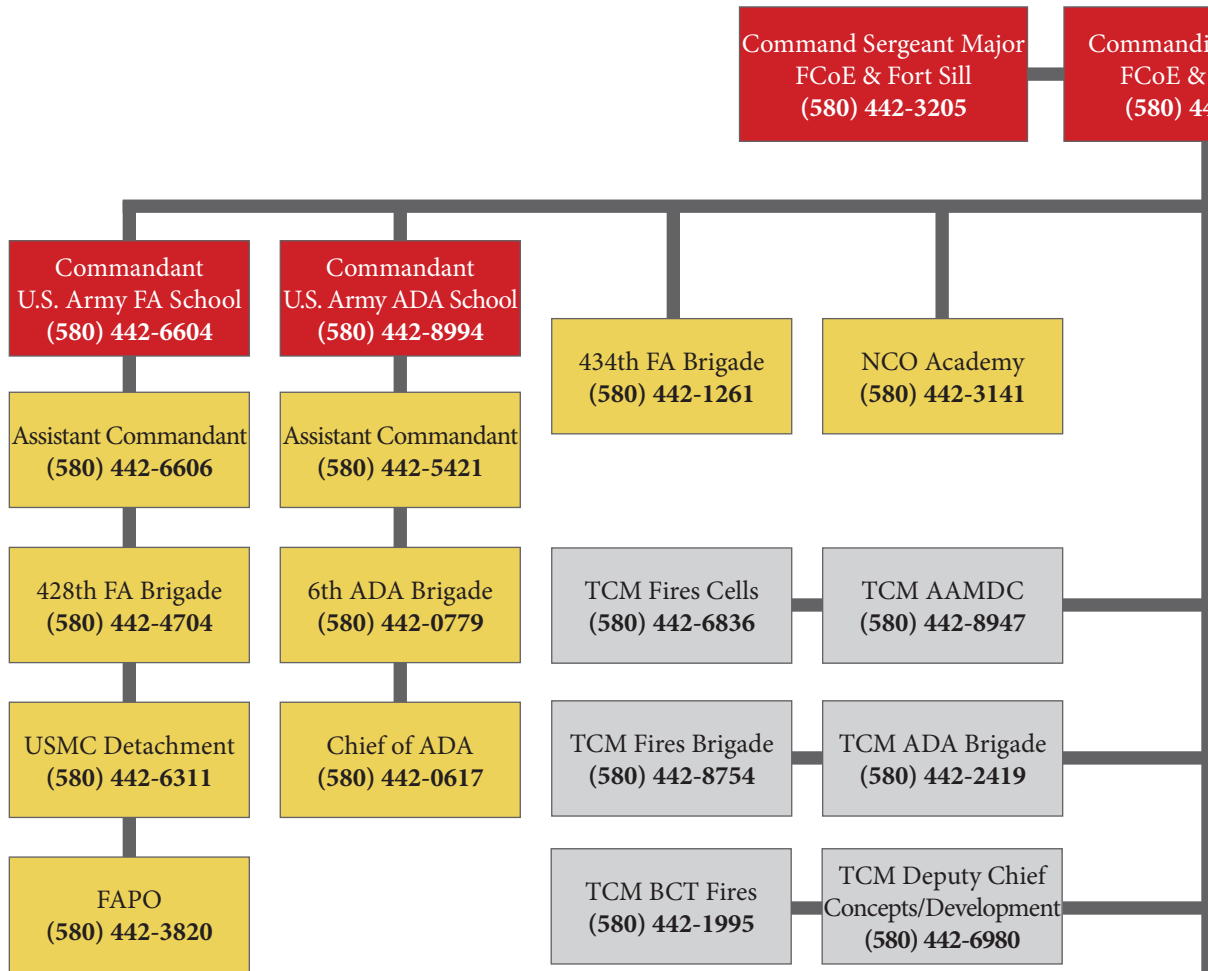 Command Sergeant Major
FCoE & Fort Sill
(580) 442-3205
FCoE &
(580)
Commandant
U.S. Army FA School
(580) 442-6604
Commandant
U.S. Army ADA School
(580) 442-8994
434th FA Brigade
(580) 442-1261
NCO Academy
(580) 442-3141
Assistant Commandant
(580) 442-6606
Assistant Commandant
(580) 442-5421
428th FA Brigade
(580) 442-4704
6th ADA Brigade
(580) 442-0779
TCM Fires Cells
(580) 442-6836
TCM AAMDC
(580) 442-8947
USMC Detachment
(580) 442-6311
Chief of ADA
(580) 442-0617
TCM Fires Brigade
(580) 442-8754
TCM ADA Brigade
(580) 442-2419
FAPO
(580) 442-3820
TCM BCT Fires
(580) 442-1995
TCM Deputy Chief
Concepts/Development
(580) 442-6980